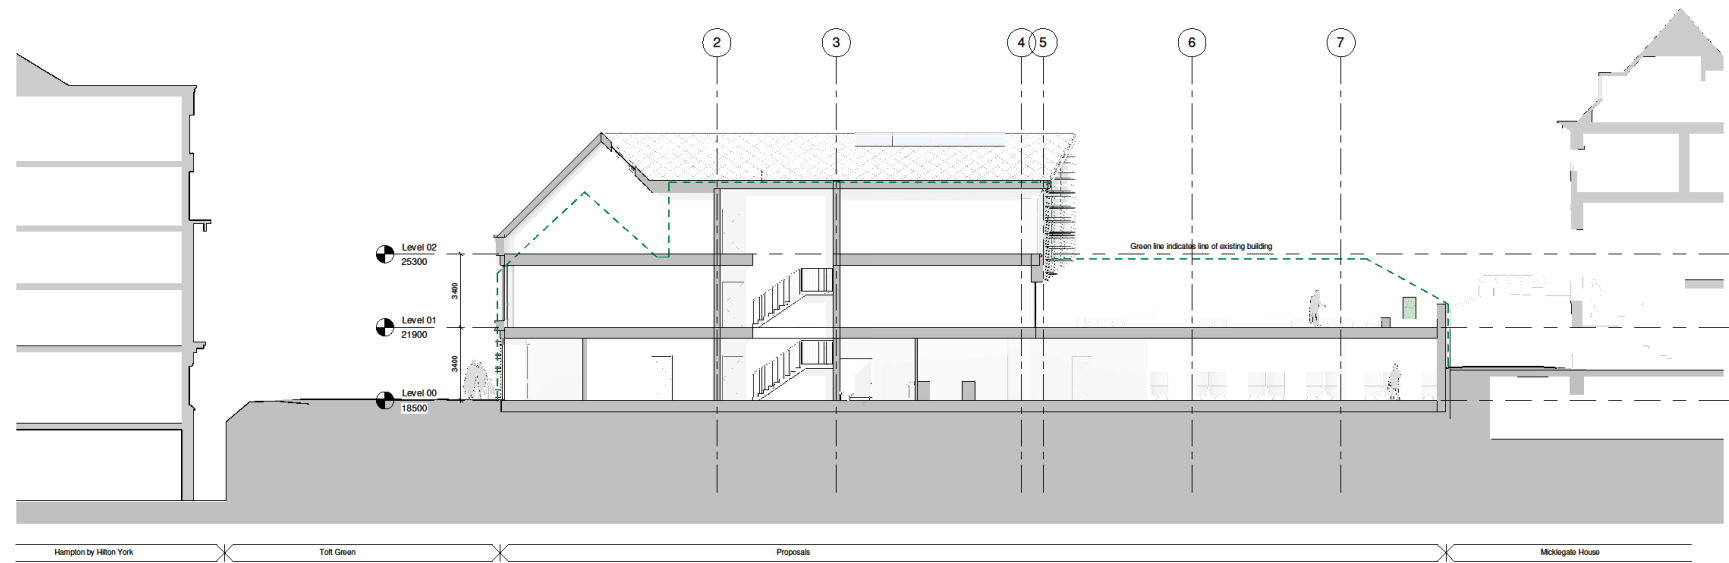 2 3 4 5 6 7
Level 02
25300
Green line indicates line of existing building
3400
Level 01
21900
3400
Level 00
18500
Hampton by Hilton York Toft Green Proposals Micklegate House